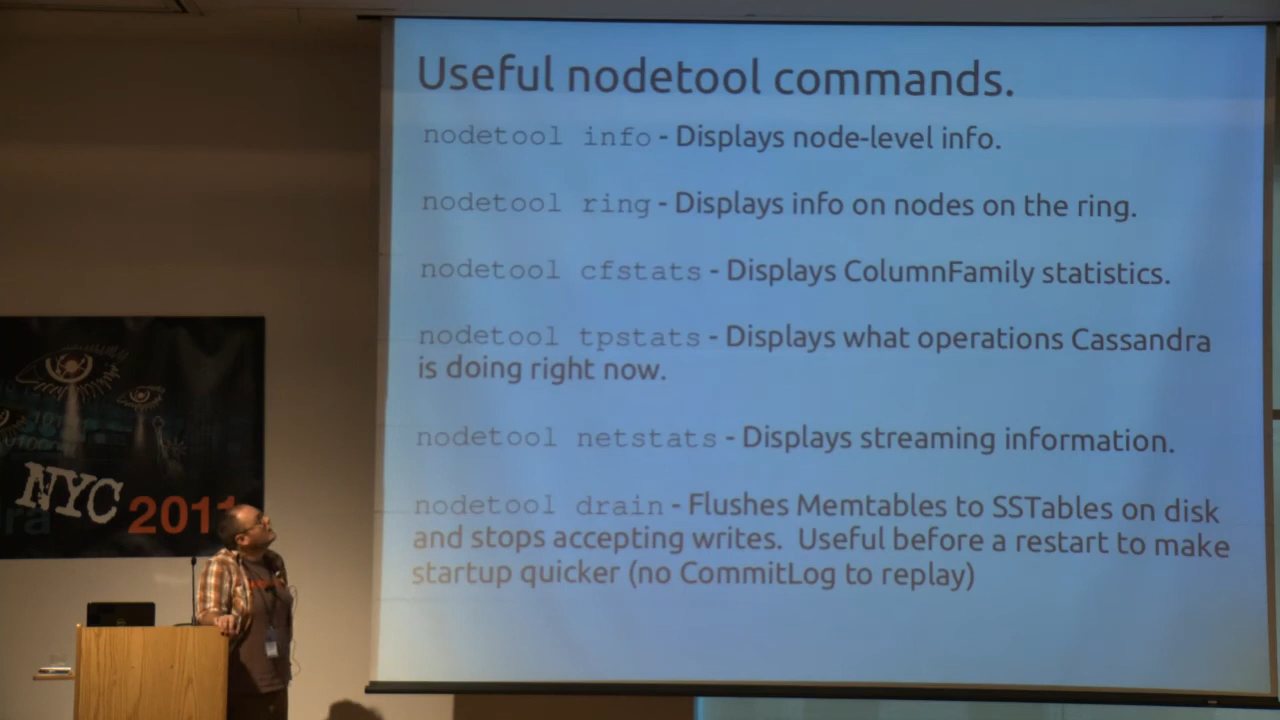 Useful nodetool commands.
nodetool info - Displays node-level info.
nodetool ring - Displays info on nodes on the ring.
nodetool cfstats - Displays ColumnFamily statistics.
nodetool tpstats - Displays what operations Cassandra
is doing right now.
nodetool netstats - Displays streaming information.
nodetool drain - Flushes Memtables to SSTables on disk
and stops accepting writes.  Useful before a restart to make
startup quicker (no CommitLog to replay)
NYC 2011
ra